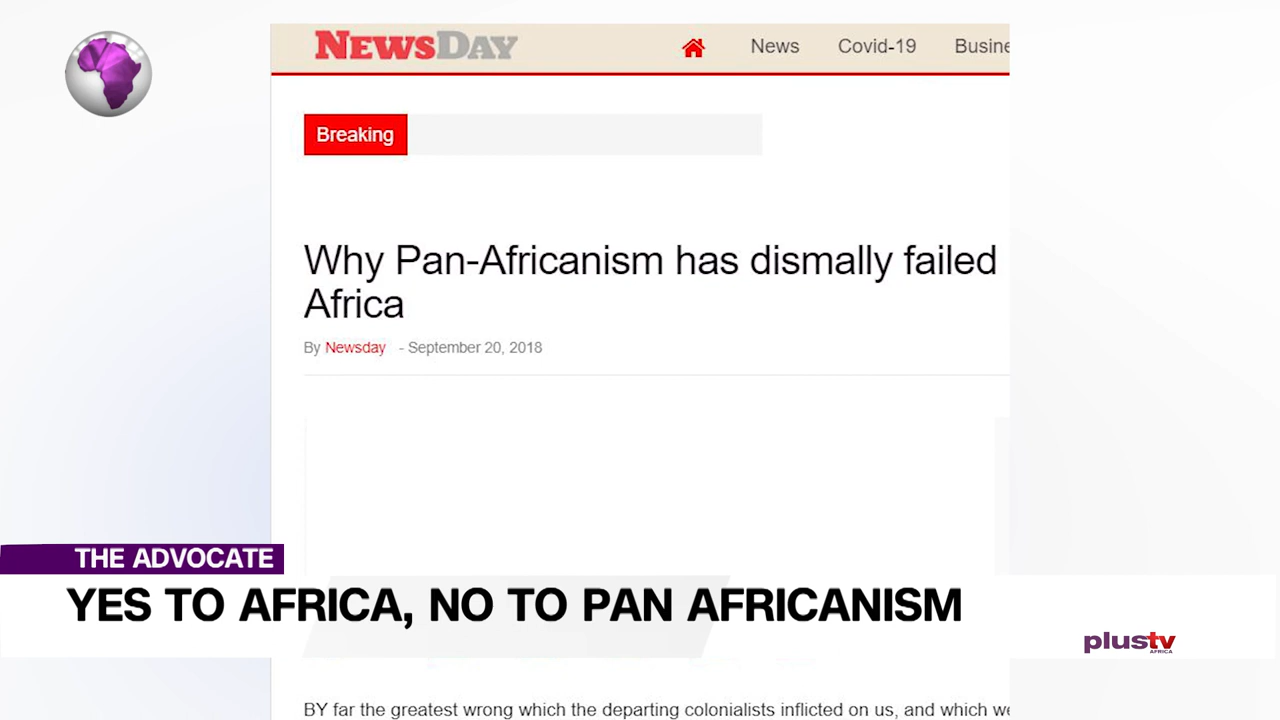 NEWSDAY
News Covid-19 Busine
Breaking
Why Pan-Africanism has dismally failed
Africa
By Newsday - September 20, 2018
THE ADVOCATE
YES TO AFRICA, NO TO PAN AFRICANISM
plustv
AFRICA
BY far the greatest wrong which the departing colonialists inflicted on us, and which we